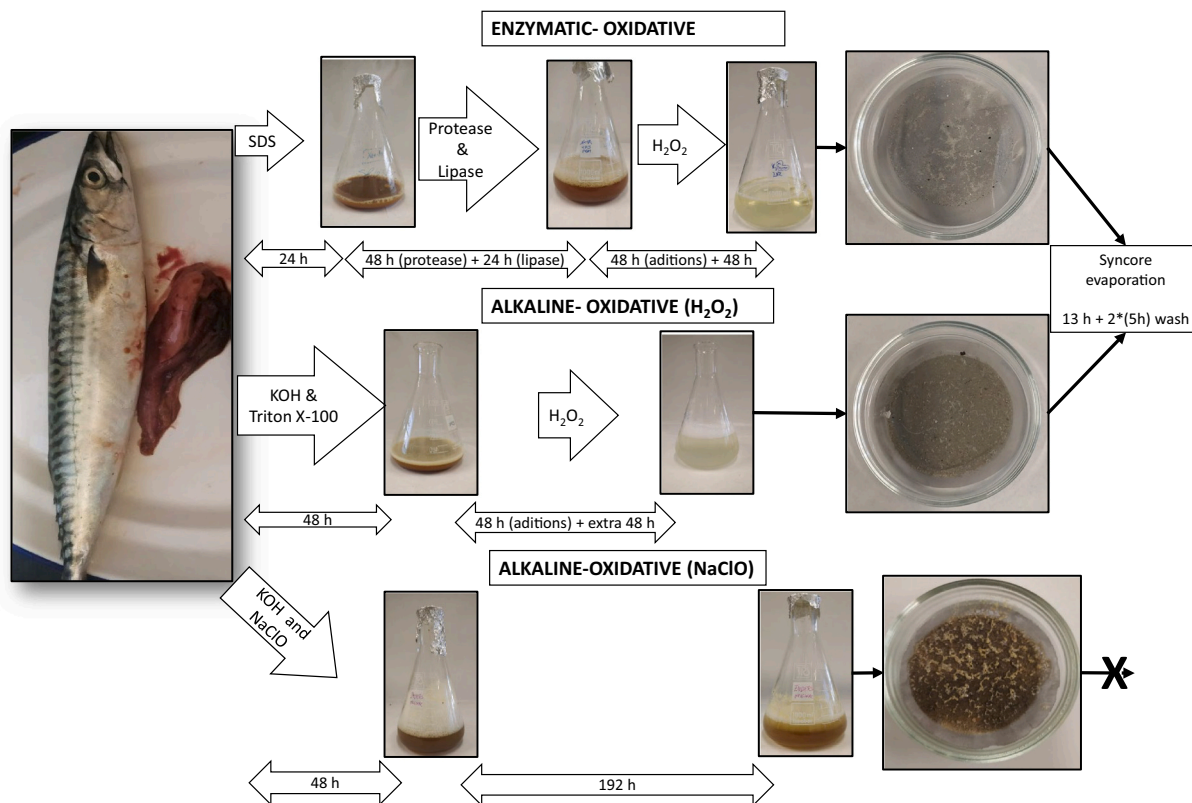 ENZYMATIC- OXIDATIVE
SDS
Protease
&
Lipase
H₂O₂
24 h
48 h (protease) + 24 h (lipase)
48 h (aditions) + 48 h
Syncore
evaporation
13 h + 2*(5h) wash
ALKALINE- OXIDATIVE (H₂O₂)
KOH &
Triton X-100
H₂O₂
48 h
48 h (aditions) + extra 48 h
ALKALINE-OXIDATIVE (NaClO)
KOH and
NaClO
X
48 h
192 h